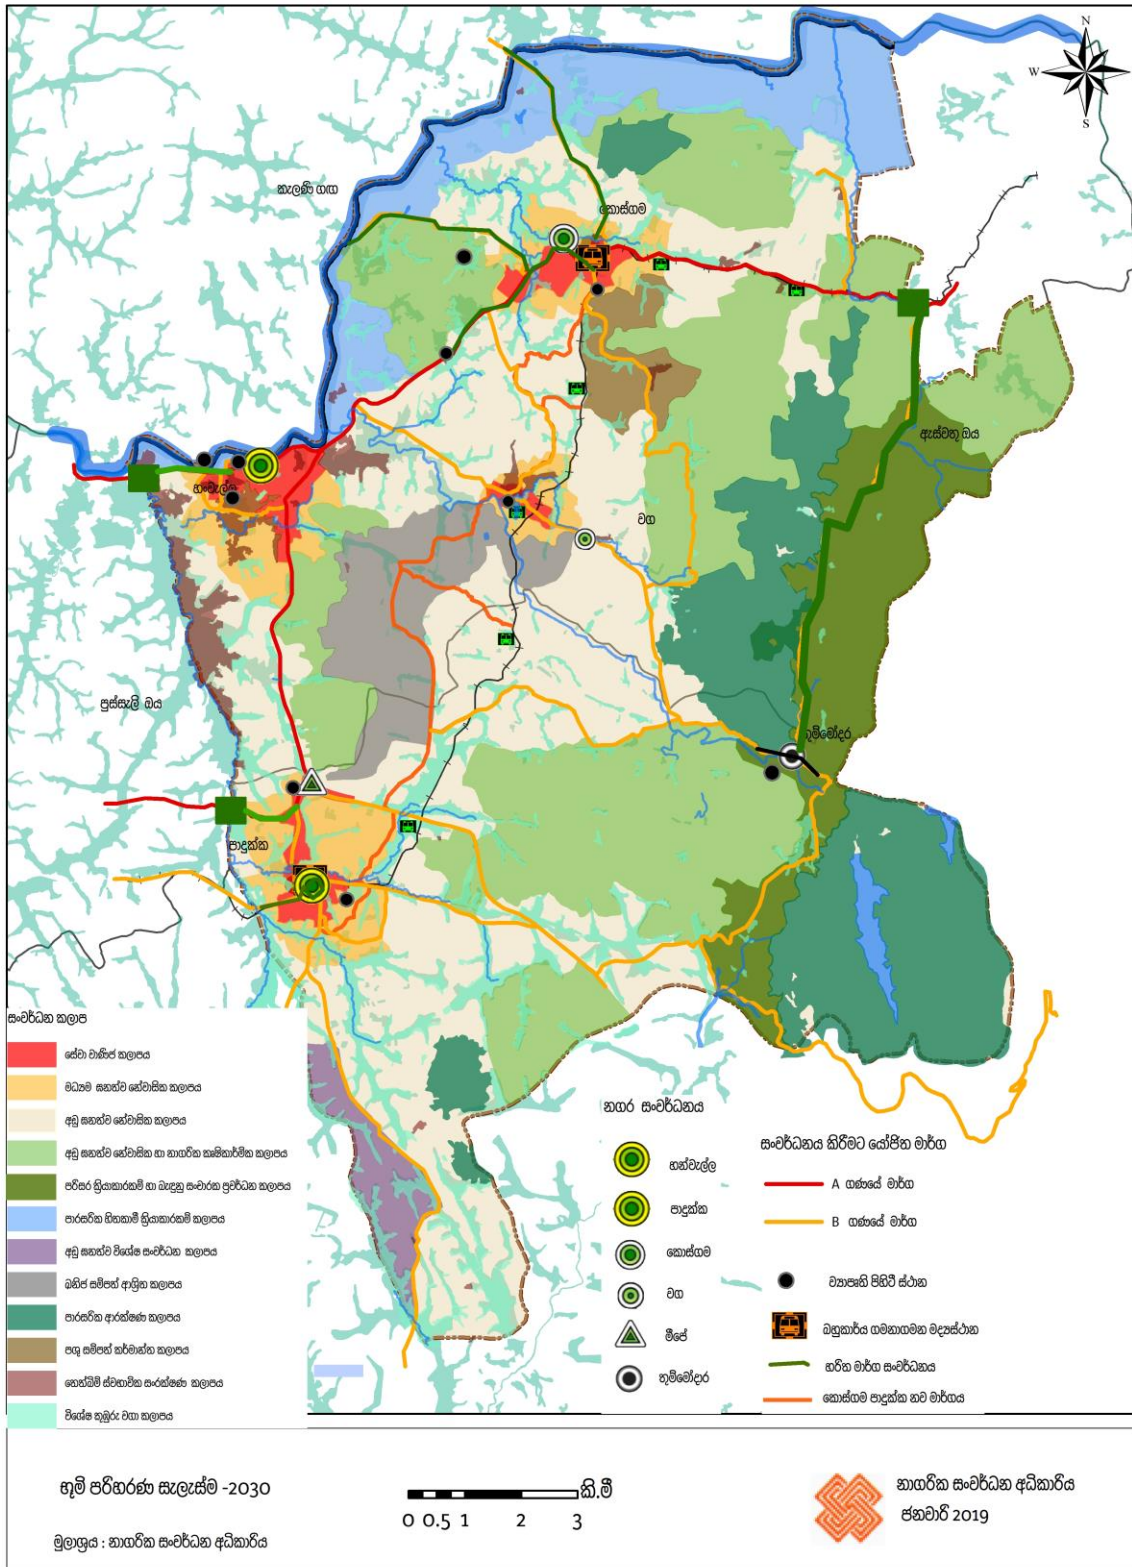 N
W
E
S
කැලණි ගඟ
කොස්ගම
ඇස්වතු ඔය
හංවැල්ල
වග
පුස්සැලි ඔය
තුම්මෝදර
පාදුක්ක
සංවර්ධන කලාප
සේවා වාණිජ කලාපය
මධ්‍යම ඝනත්ව නේවාසික කලාපය
අඩු ඝනත්ව නේවාසික කලාපය
අඩු ඝනත්ව නේවාසික හා නාගරික කෘෂිකාර්මික කලාපය
පරිසර ක්‍රියාකාරකම් හා බැඳුනු සංචාරක ප්‍රවර්ධන කලාපය
පාරසරික හිතකාමී ක්‍රියාකාරකම් කලාපය
අඩු ඝනත්ව විශේෂ සංවර්ධන කලාපය
ඛනිජ සම්පත් ආශ්‍රිත කලාපය
පාරසරික ආරක්ෂණ කලාපය
පශු සම්පත් කර්මාන්ත කලාපය
තෙත්බිම් ස්වභාවික සංරක්ෂණ කලාපය
විශේෂ කුඹුරු වගා කලාපය
නගර සංවර්ධනය
හන්වැල්ල
පාදුක්ක
කොස්ගම
වග
මීපේ
තුම්මෝදර
සංවර්ධනය කිරීමට යෝජිත මාර්ග
A ගණයේ මාර්ග
B ගණයේ මාර්ග
ව්‍යාපෘති පිහිටි ස්ථාන
බහුකාර්ය ගමනාගමන මධ්‍යස්ථාන
හරිත මාර්ග සංවර්ධනය
කොස්ගම පාදුක්ක නව මාර්ගය
භූමි පරිහරණ සැලැස්ම -2030
මූලාශ්‍රය : නාගරික සංවර්ධන අධිකාරිය
කි.මී
0 0.5 1 2 3
නාගරික සංවර්ධන අධිකාරිය
ජනවාරි 2019